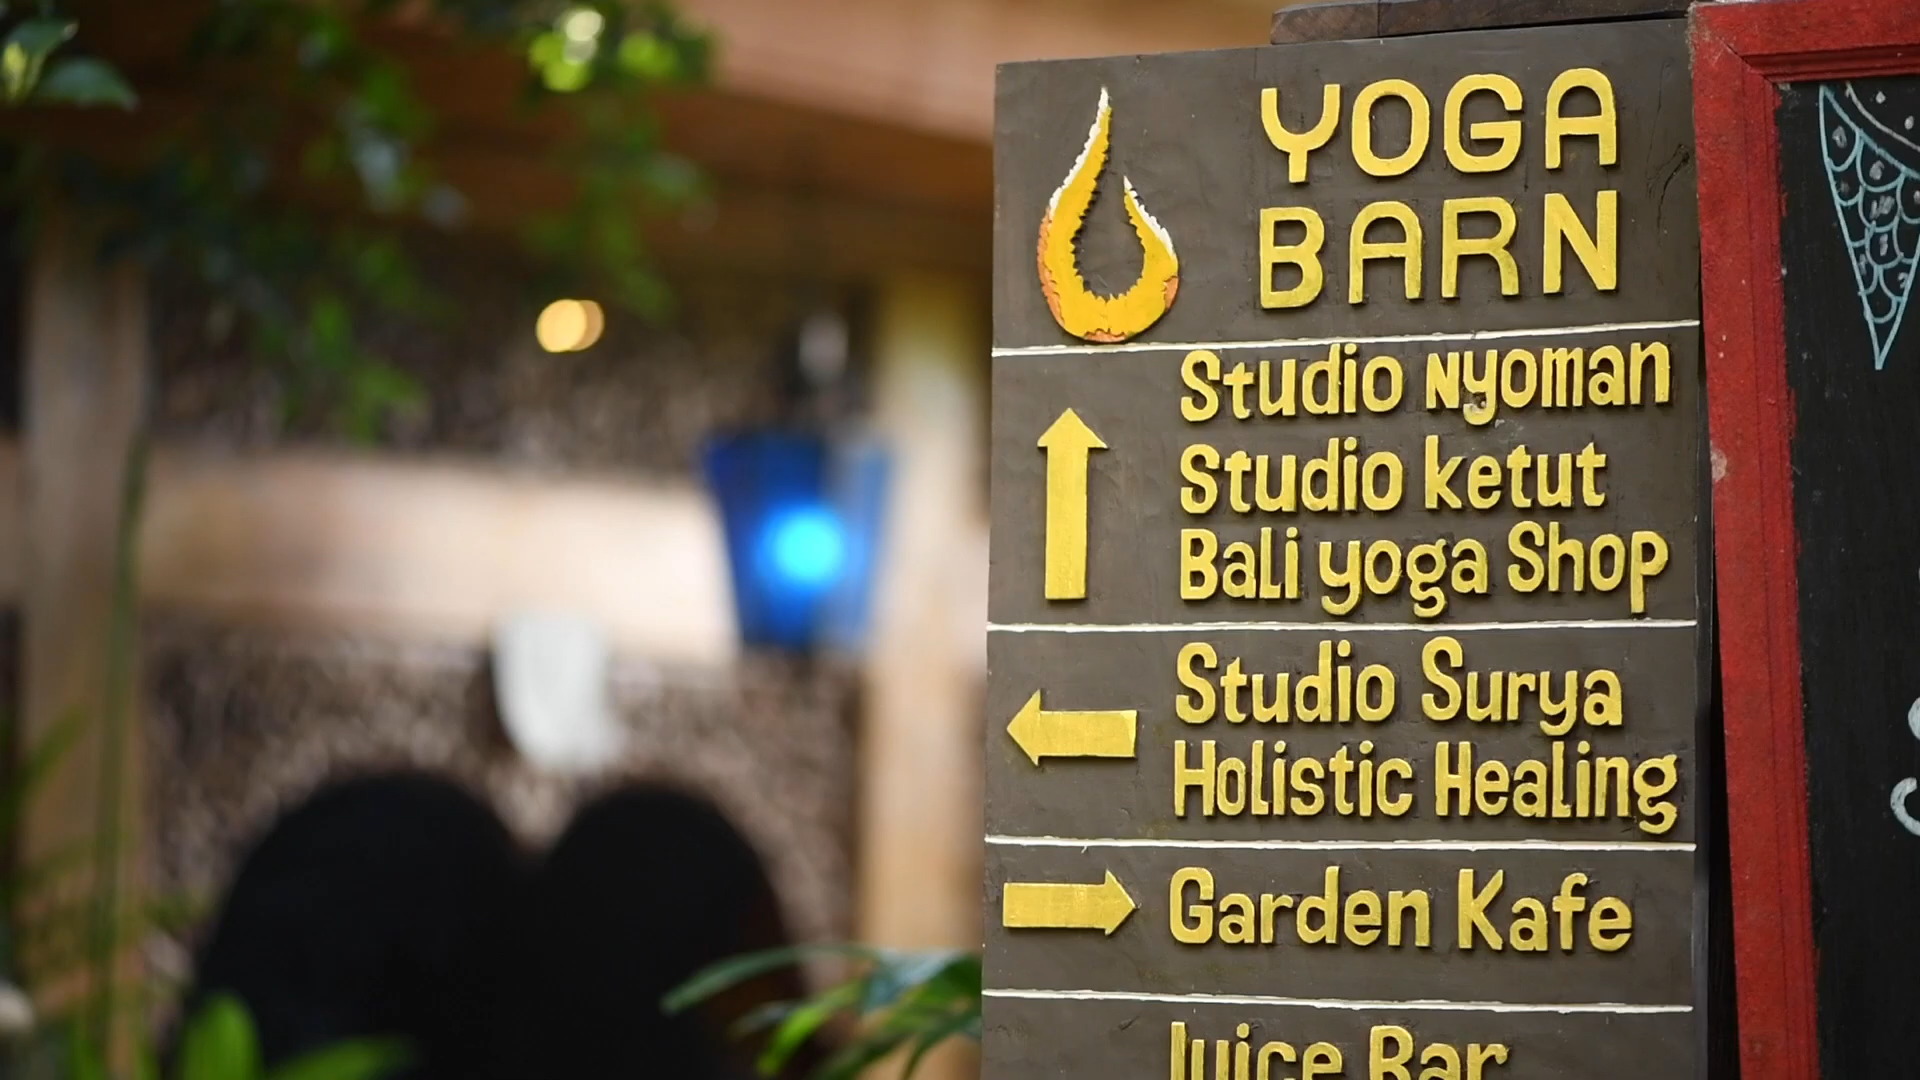 YOGA
BARN
Studio Nyoman
Studio ketut
Bali yoga Shop
Studio Surya
Holistic Healing
Garden Kafe
Juice Bar